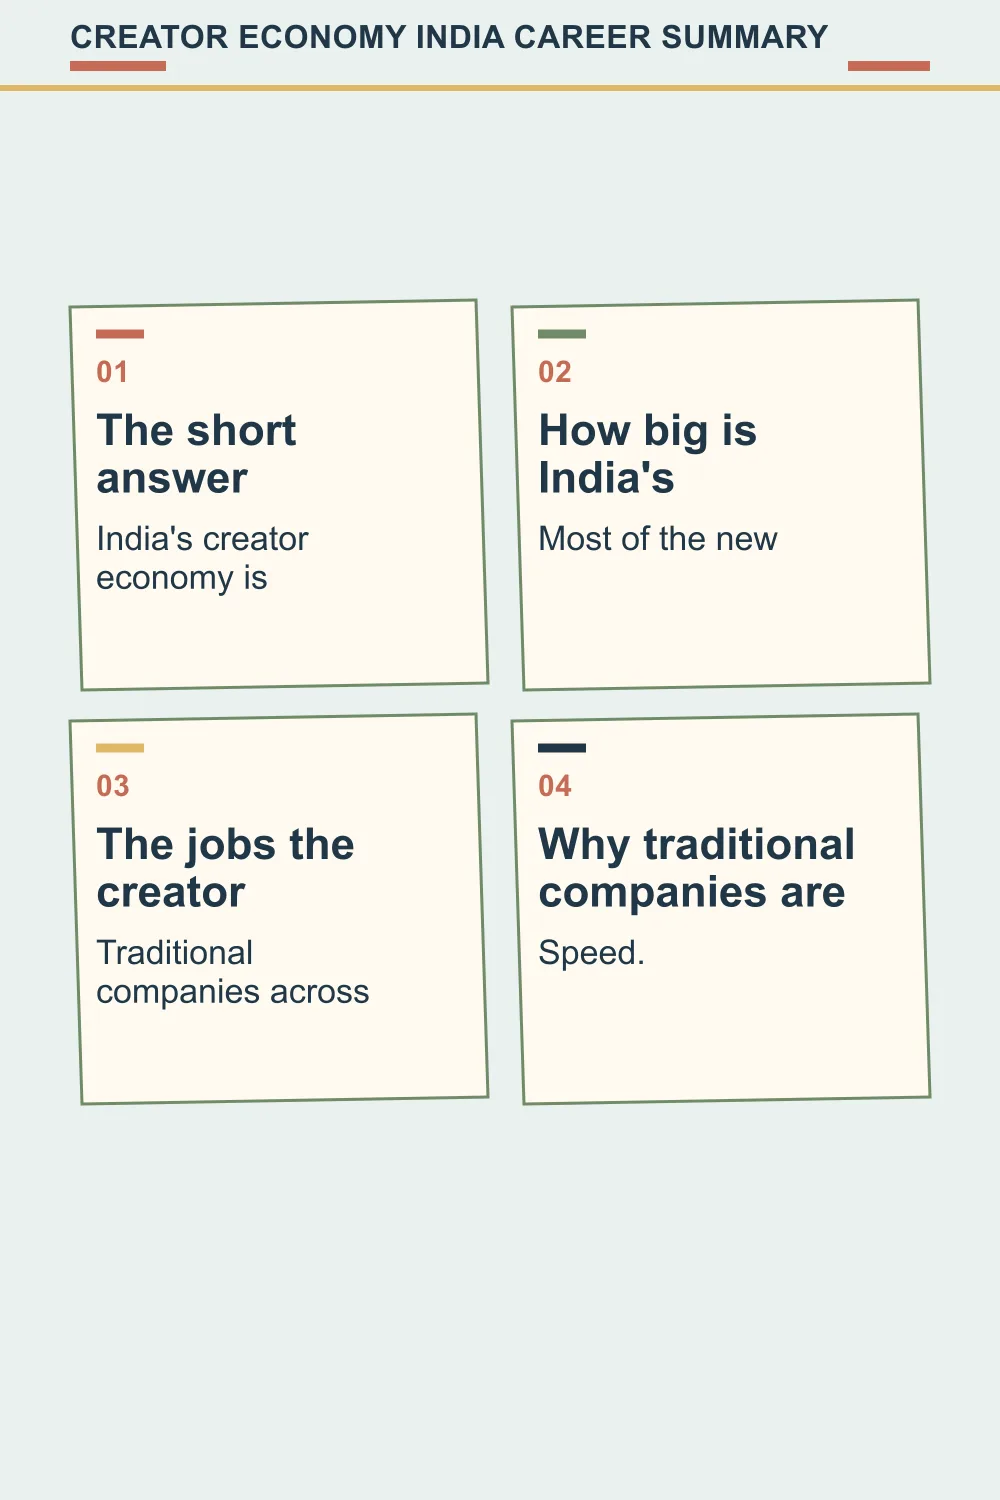 CREATOR ECONOMY INDIA CAREER SUMMARY
01
The short
answer
India's creator
economy is
02
How big is
India's
Most of the new
03
The jobs the
creator
Traditional
companies across
04
Why traditional
companies are
Speed.